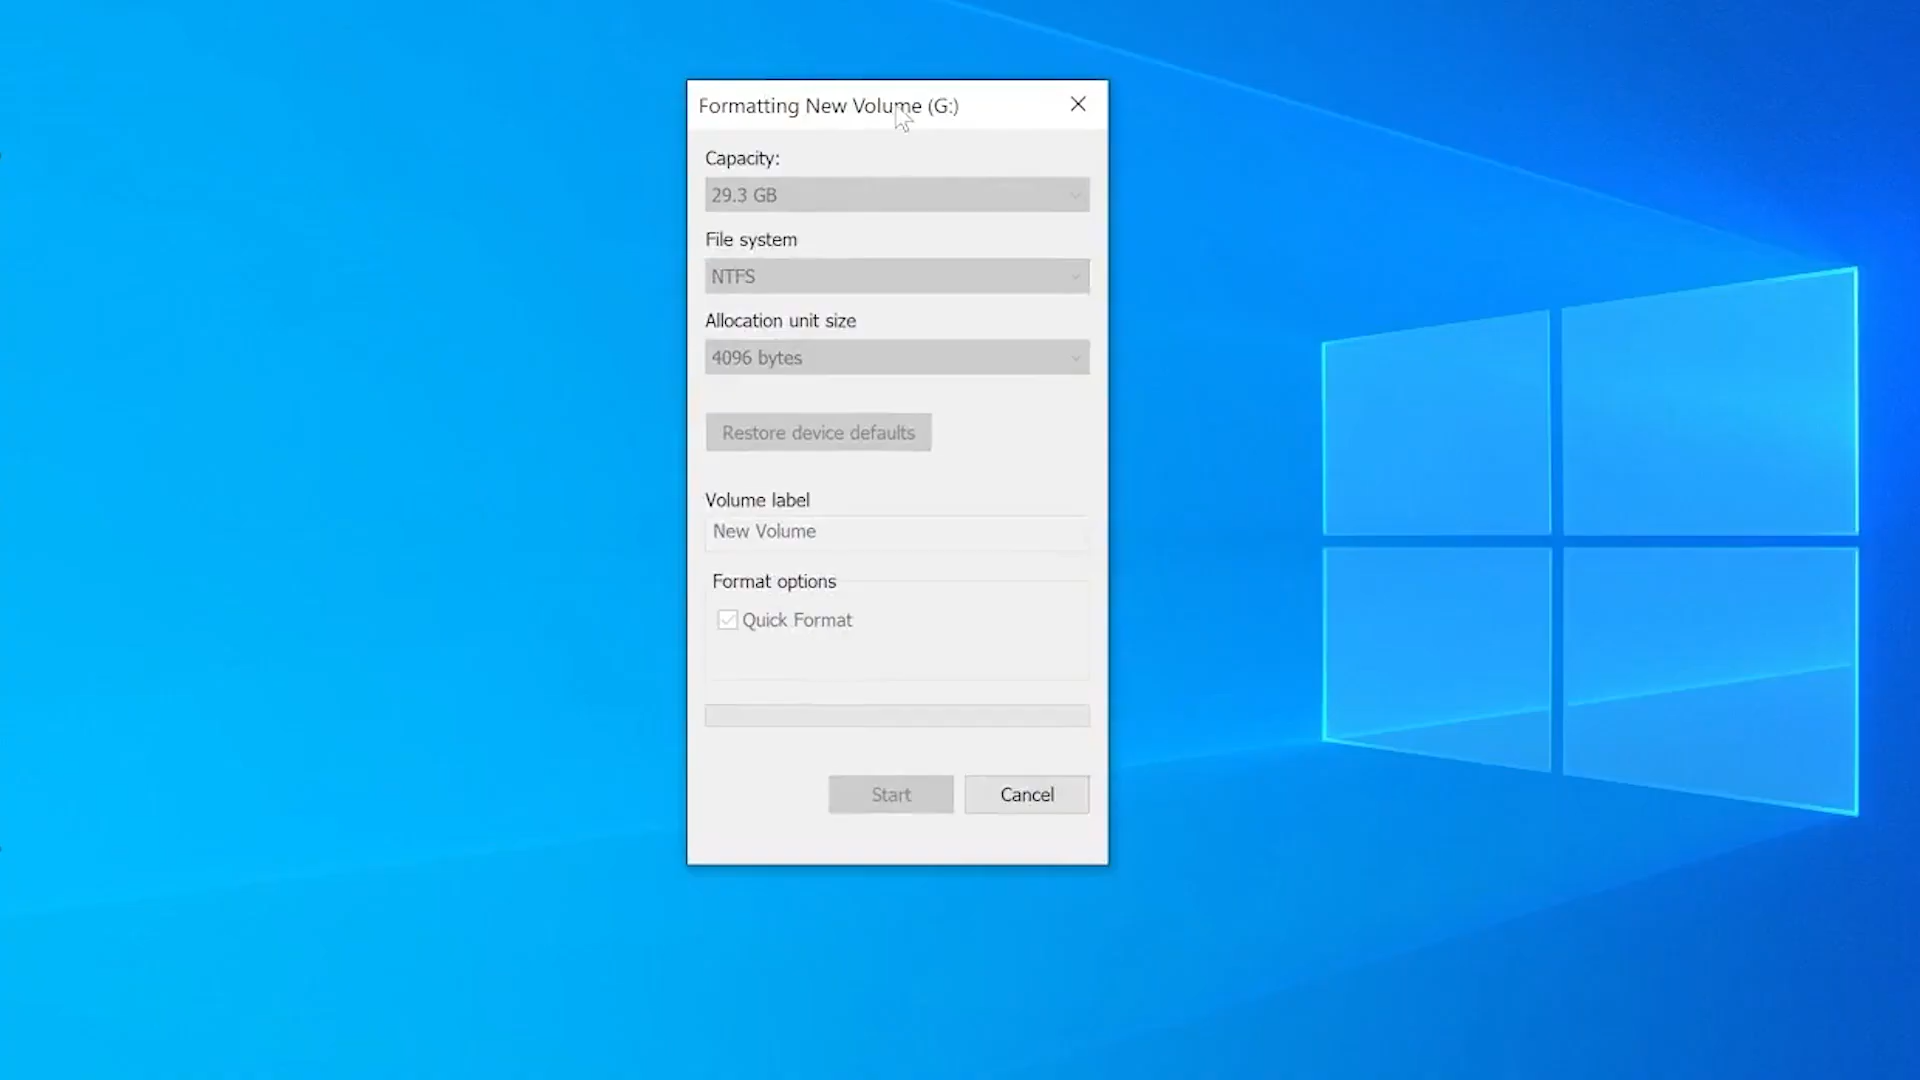 Formatting New Volume (G:)
Capacity:
29.3 GB
File system
NTFS
Allocation unit size
4096 bytes
Restore device defaults
Volume label
New Volume
Format options
Quick Format
Start
Cancel